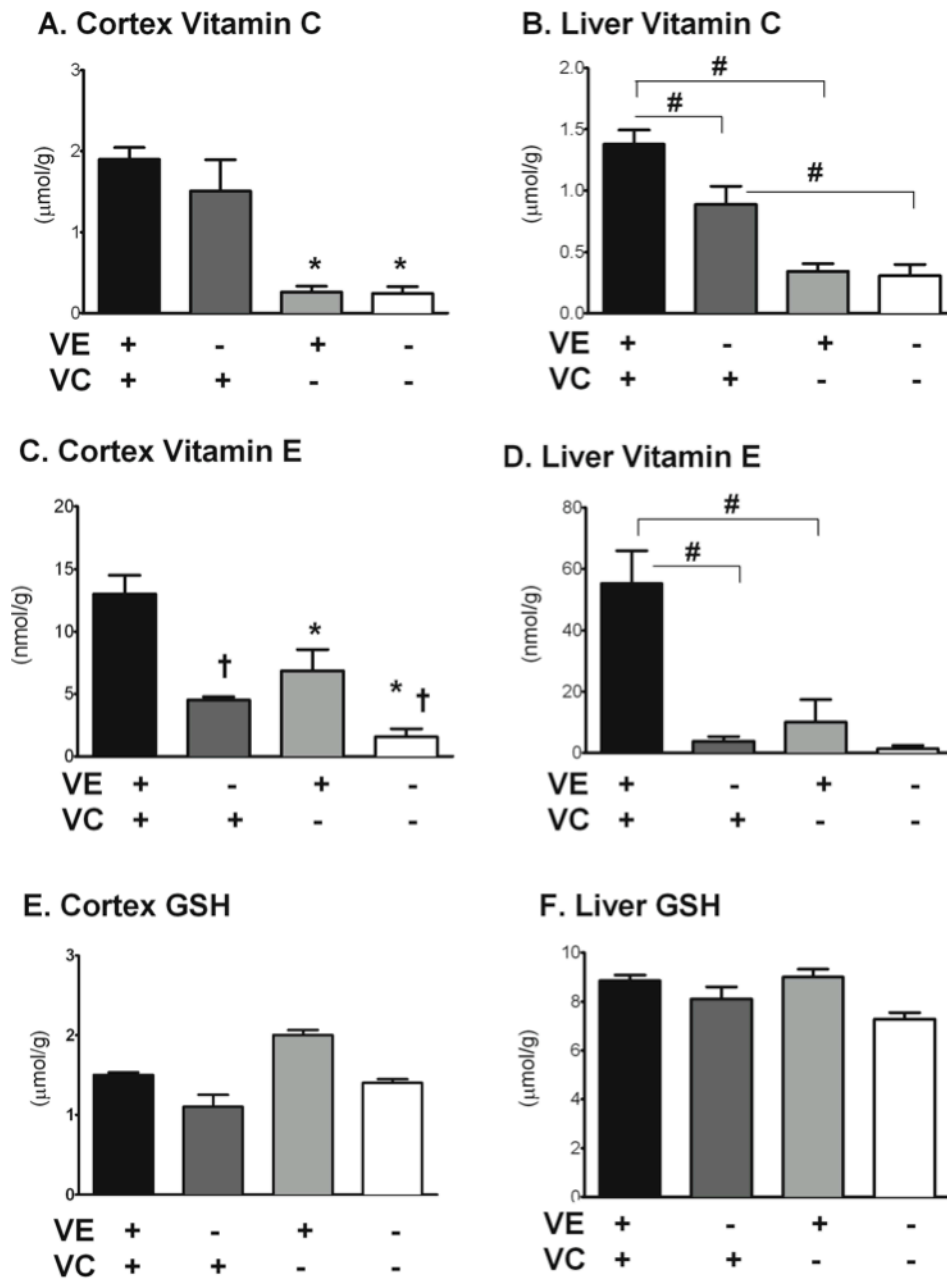 A. Cortex Vitamin C
3
2
1
0
(μmol/g)
* *
VE + - + -
VC + + - -
B. Liver Vitamin C
2.0
1.5
1.0
0.5
0.0
(μmol/g)
#
#
#
VE + - + -
VC + + - -
C. Cortex Vitamin E
20
15
10
5
0
(nmol/g)
†
*
* †
VE + - + -
VC + + - -
D. Liver Vitamin E
80
60
40
20
0
(nmol/g)
#
#
VE + - + -
VC + + - -
E. Cortex GSH
3
2
1
0
(μmol/g)
VE + - + -
VC + + - -
F. Liver GSH
10
8
6
4
2
0
(μmol/g)
VE + - + -
VC + + - -